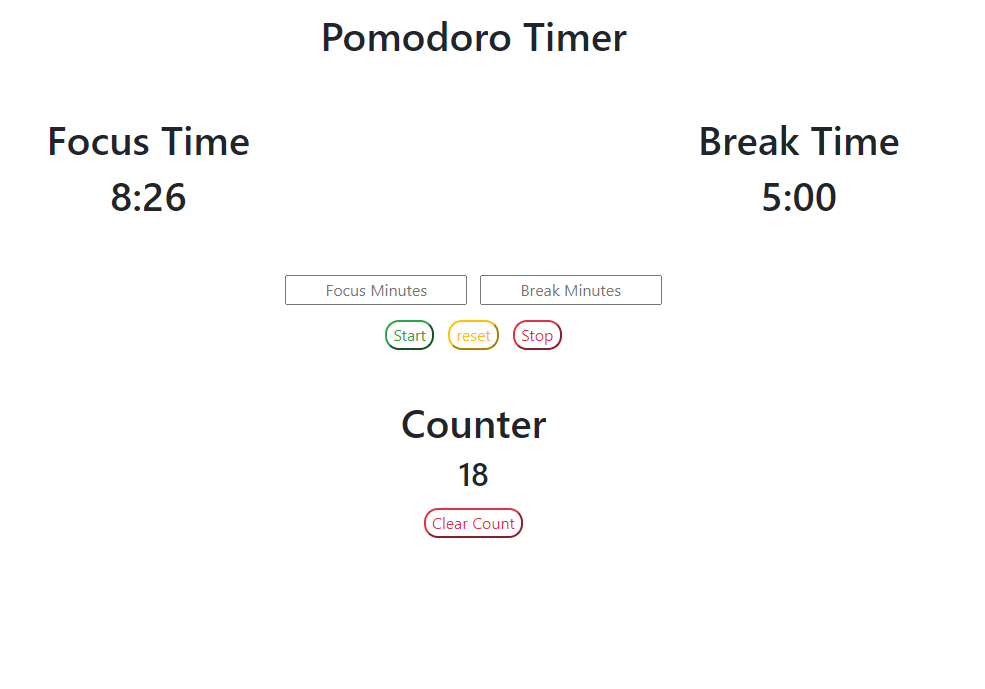 Pomodoro Timer
Focus Time
8:26
Break Time
5:00
Focus Minutes
Break Minutes
Start
reset
Stop
Counter
18
Clear Count